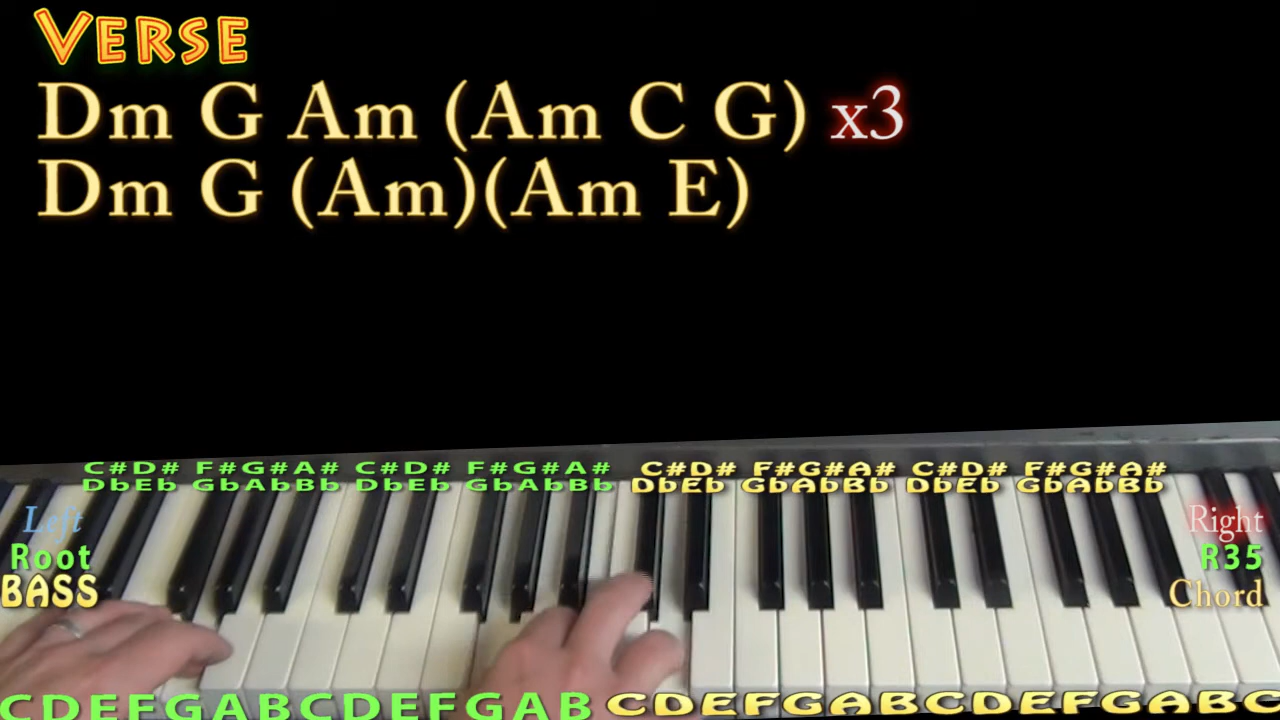 VERSE
Dm G Am (Am C G) x3
Dm G (Am)(Am E)
C#D# F#G#A# C#D# F#G#A# C#D# F#G#A# C#D# F#G#A#
DbEb GbAbBb DbEb GbAbBb DbEb GbAbBb DbEb GbAbBb
Left
Root
BASS
Right
R35
Chord
CDEFGABCDEFGAB CDEFGABCDEFGABC